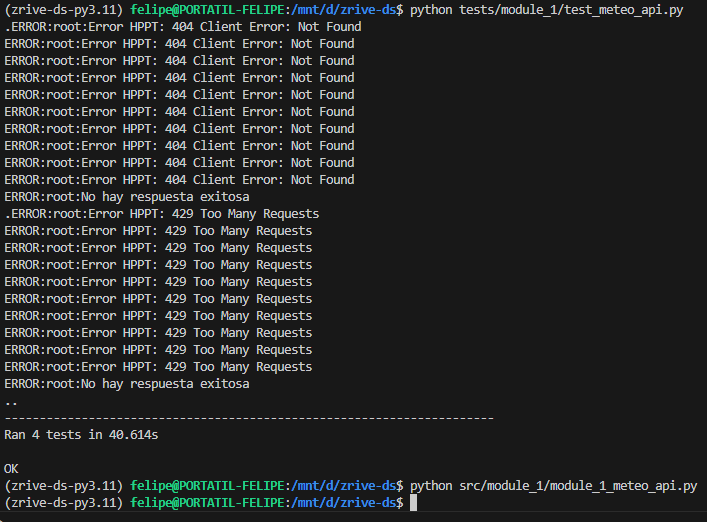 (zrive-ds-py3.11) felipe@PORTATIL-FELIPE:/mnt/d/zrive-ds$ python tests/module_1/test_meteo_api.py
.ERROR:root:Error HPPT: 404 Client Error: Not Found
ERROR:root:Error HPPT: 404 Client Error: Not Found
ERROR:root:Error HPPT: 404 Client Error: Not Found
ERROR:root:Error HPPT: 404 Client Error: Not Found
ERROR:root:Error HPPT: 404 Client Error: Not Found
ERROR:root:Error HPPT: 404 Client Error: Not Found
ERROR:root:Error HPPT: 404 Client Error: Not Found
ERROR:root:Error HPPT: 404 Client Error: Not Found
ERROR:root:Error HPPT: 404 Client Error: Not Found
ERROR:root:Error HPPT: 404 Client Error: Not Found
ERROR:root:No hay respuesta exitosa
.ERROR:root:Error HPPT: 429 Too Many Requests
ERROR:root:Error HPPT: 429 Too Many Requests
ERROR:root:Error HPPT: 429 Too Many Requests
ERROR:root:Error HPPT: 429 Too Many Requests
ERROR:root:Error HPPT: 429 Too Many Requests
ERROR:root:Error HPPT: 429 Too Many Requests
ERROR:root:Error HPPT: 429 Too Many Requests
ERROR:root:Error HPPT: 429 Too Many Requests
ERROR:root:Error HPPT: 429 Too Many Requests
ERROR:root:Error HPPT: 429 Too Many Requests
ERROR:root:No hay respuesta exitosa
..
----------------------------------------------------------------------
Ran 4 tests in 40.614s
OK
(zrive-ds-py3.11) felipe@PORTATIL-FELIPE:/mnt/d/zrive-ds$ python src/module_1/module_1_meteo_api.py
(zrive-ds-py3.11) felipe@PORTATIL-FELIPE:/mnt/d/zrive-ds$